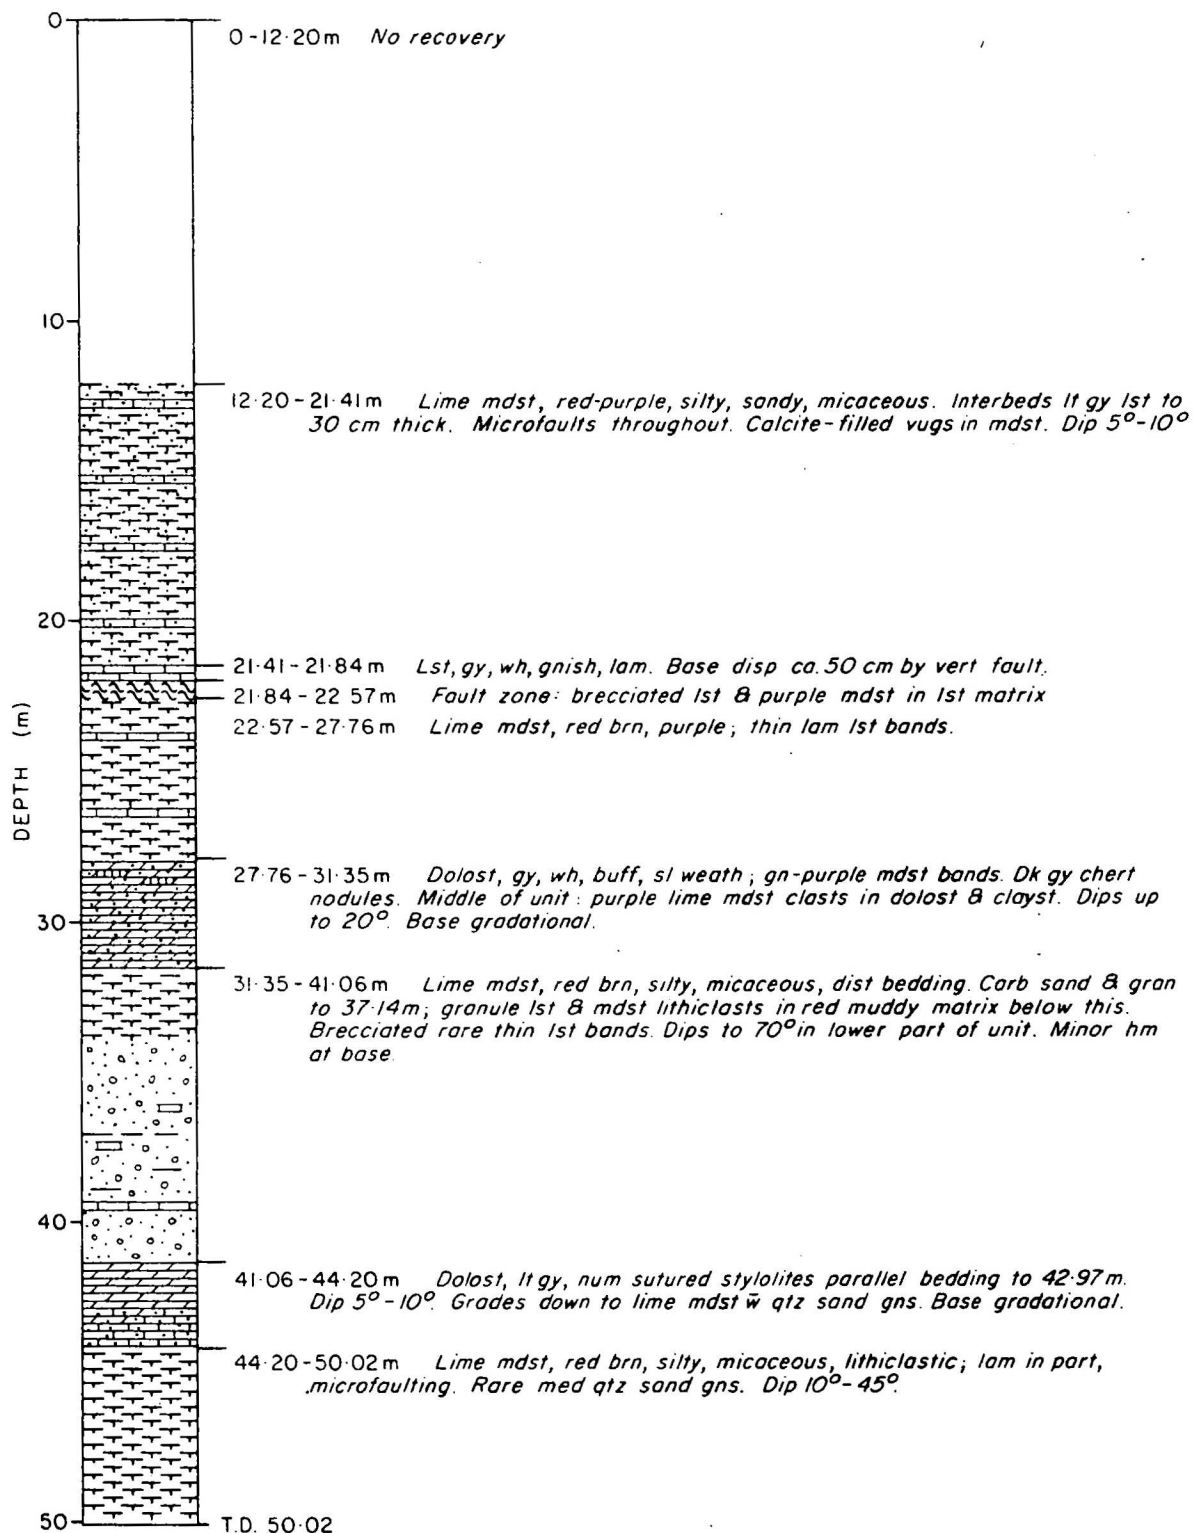 0
0-12·20m No recovery
10
12·20-21·41m Lime mdst, red-purple, silty, sandy, micaceous. Interbeds lt gy lst to
30 cm thick. Microfaults throughout. Calcite-filled vugs in mdst. Dip 5°-10°
20
21·41-21·84m Lst, gy, wh, gnish, lam. Base disp ca. 50 cm by vert fault.
21·84-22 57m Fault zone: brecciated lst & purple mdst in lst matrix
22·57-27·76m Lime mdst, red brn, purple; thin lam lst bands.
DEPTH (m)
27·76-31·35m Dolost, gy, wh, buff, sl weath; gn-purple mdst bands. Dk gy chert
nodules. Middle of unit: purple lime mdst clasts in dolost & clayst. Dips up
to 20°. Base gradational.
30
31·35-41·06m Lime mdst, red brn, silty, micaceous, dist bedding. Carb sand & gran
to 37·14m; granule lst & mdst lithiclasts in red muddy matrix below this.
Brecciated rare thin lst bands. Dips to 70° in lower part of unit. Minor hm
at base.
40
41·06-44·20m Dolost, lt gy, num sutured stylolites parallel bedding to 42·97m.
Dip 5°-10°. Grades down to lime mdst w̄ qtz sand gns. Base gradational.
44·20-50·02m Lime mdst, red brn, silty, micaceous, lithiclastic; lam in part,
microfaulting. Rare med qtz sand gns. Dip 10°-45°.
50
T.D. 50·02